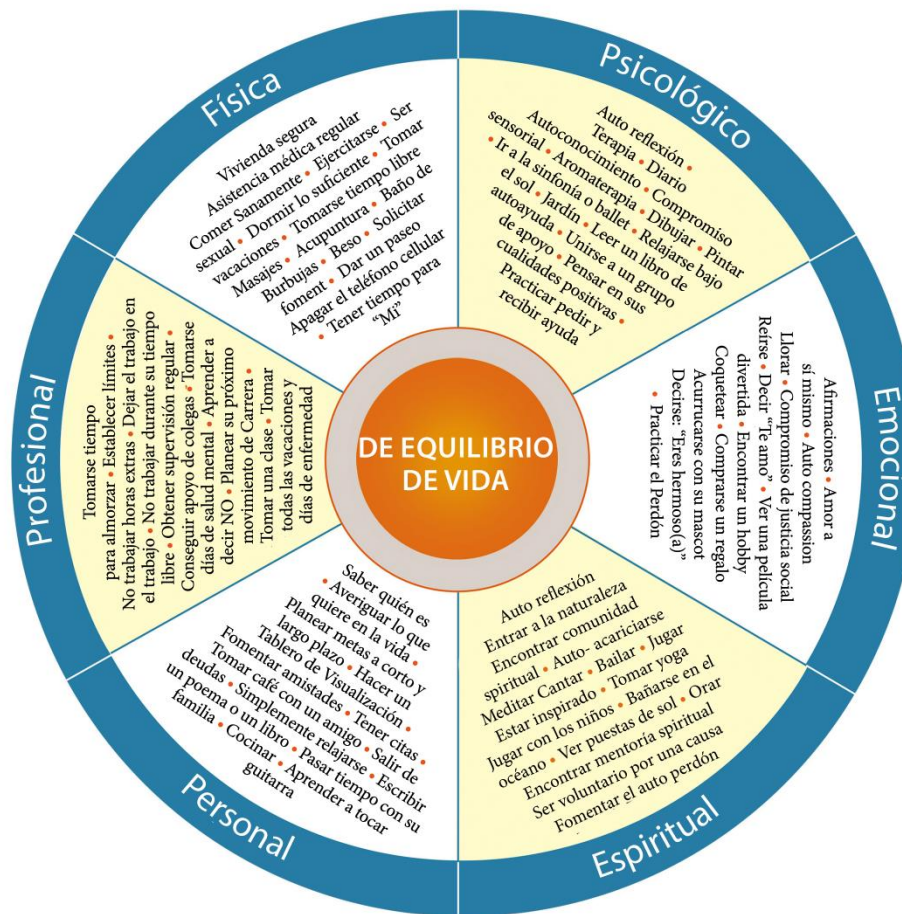 Física
Vivienda segura
Asistencia médica regular
Comer Sanamente • Ejercitarse • Ser
sexual • Dormir lo suficiente • Tomar
vacaciones • Tomarse tiempo libre
Masajes • Acupuntura • Baño de
Burbujas • Beso • Solicitar
foment • Dar un paseo
Apagar el teléfono cellular
• Tener tiempo para
“Mi”
Psicológico
Auto reflexión •
Terapia • Diario
Autoconocimiento • Compromiso
sensorial • Aromaterapia • Dibujar • Pintar
• Ir a la sinfonía o ballet • Relajarse bajo
el sol • Jardín • Leer un libro de
autoayuda • Unirse a un grupo
de apoyo • Pensar en sus
cualidades positivas •
Practicar pedir y
recibir ayuda
Emocional
Afirmaciones • Amor a
sí mismo • Auto compassion
Llorar • Compromiso de justicia social
Reírse • Decir “Te amo” • Ver una película
divertida • Encontrar un hobby
Coquetear • Comprarse un regalo
Acurrucarse con su mascot
Decirse: “Eres hermoso(a)”
• Practicar el Perdón
Espiritual
Auto reflexión
Entrar a la naturaleza
Encontrar comunidad
spiritual • Auto- acariciarse
Meditar Cantar • Bailar • Jugar
Estar inspirado • Tomar yoga
Jugar con los niños • Bañarse en el
océano • Ver puestas de sol • Orar
Encontrar mentoría spiritual
Ser voluntario por una causa
Fomentar el auto perdón
Personal
Saber quién es
• Averiguar lo que
quiere en la vida •
Planear metas a corto y
largo plazo • Hacer un
Tablero de Visualización •
Fomentar amistades • Tener citas •
Tomar café con un amigo • Salir de
deudas • Simplemente relajarse • Escribir
un poema o un libro • Pasar tiempo con su
familia • Cocinar • Aprender a tocar
guitarra
Profesional
Tomarse tiempo
para almorzar • Establecer límites •
No trabajar horas extras • Dejar el trabajo en
el trabajo • No trabajar durante su tiempo
libre • Obtener supervisión regular •
Conseguir apoyo de colegas • Tomarse
días de salud mental • Aprender a
decir NO • Planear su próximo
movimiento de Carrera •
Tomar una clase • Tomar
todas las vacaciones y
días de enfermedad
DE EQUILIBRIO
DE VIDA